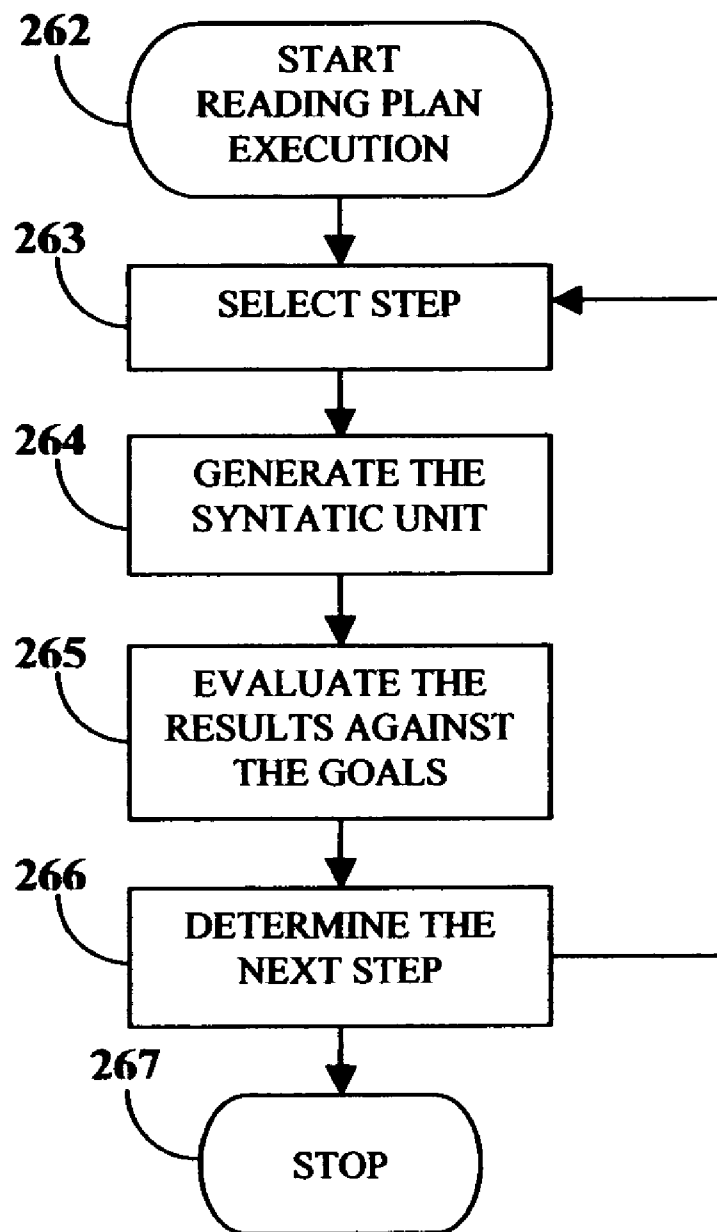 262
START
READING PLAN
EXECUTION
263
SELECT STEP
264
GENERATE THE
SYNTATIC UNIT
265
EVALUATE THE
RESULTS AGAINST
THE GOALS
266
DETERMINE THE
NEXT STEP
267
STOP